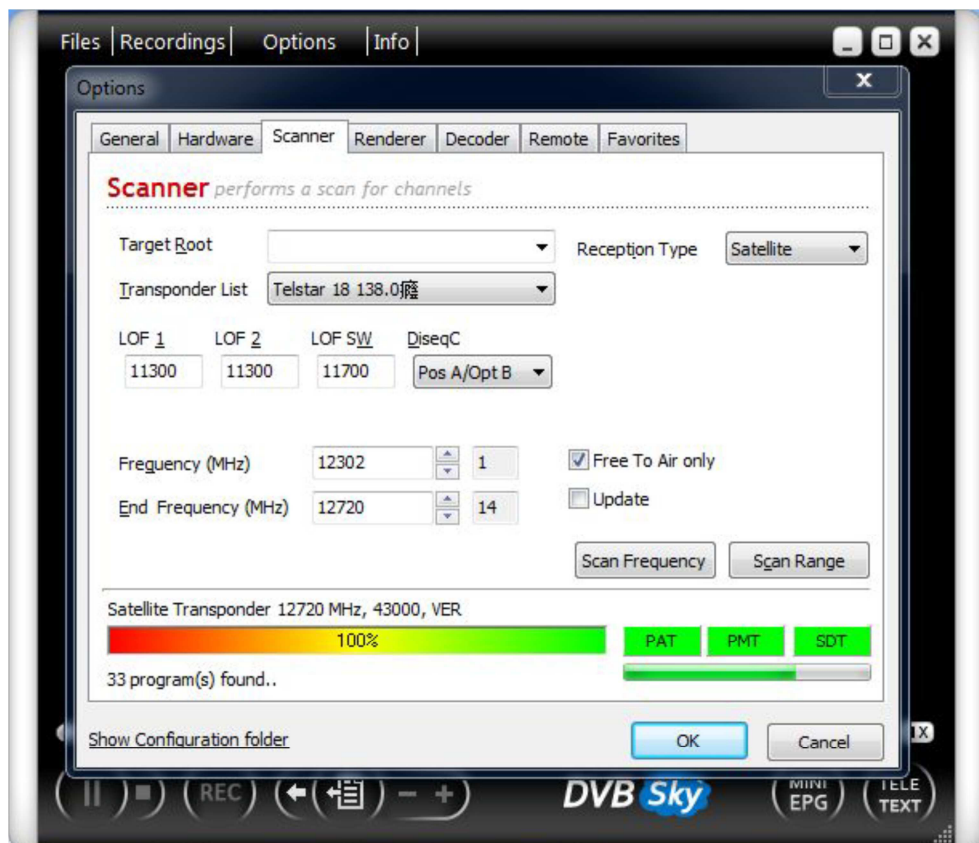 Files | Recordings | Options | Info |
Options
General Hardware Scanner Renderer Decoder Remote Favorites
Scanner performs a scan for channels
Target Root Reception Type Satellite
Transponder List Telstar 18 138.0癊
LOF 1 LOF 2 LOF SW DiseqC
11300 11300 11700 Pos A/Opt B
Frequency (MHz) 12302 1 Free To Air only
End Frequency (MHz) 12720 14 Update
Scan Frequency Scan Range
Satellite Transponder 12720 MHz, 43000, VER
100% PAT PMT SDT
33 program(s) found..
Show Configuration folder OK Cancel
REC DVB Sky MINI EPG TELE TEXT